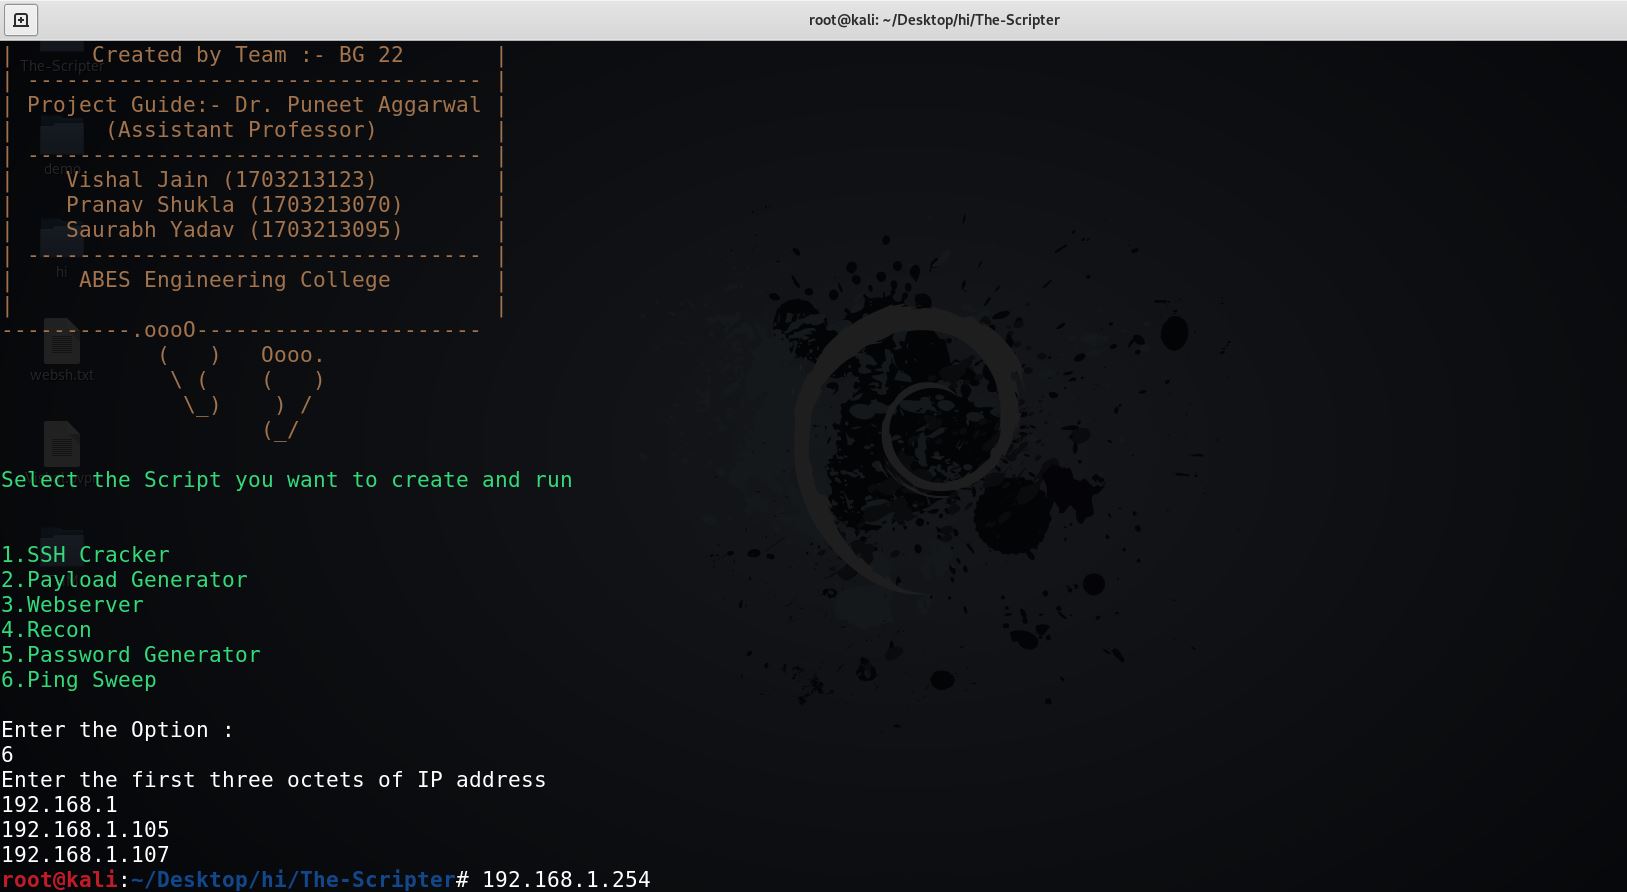 root@kali: ~/Desktop/hi/The-Scripter
| Created by Team :- BG 22 |
| ----------------------------------- |
| Project Guide:- Dr. Puneet Aggarwal |
| (Assistant Professor) |
| ----------------------------------- |
| Vishal Jain (1703213123) |
| Pranav Shukla (1703213070) |
| Saurabh Yadav (1703213095) |
| ----------------------------------- |
| ABES Engineering College |
| |
----------.oooO----------------------
( ) Oooo.
\ ( ( )
\_) ) /
(_/
Select the Script you want to create and run
1.SSH Cracker
2.Payload Generator
3.Webserver
4.Recon
5.Password Generator
6.Ping Sweep
Enter the Option :
6
Enter the first three octets of IP address
192.168.1
192.168.1.105
192.168.1.107
root@kali:~/Desktop/hi/The-Scripter# 192.168.1.254
The-Scripter
demo
hi
websh.txt